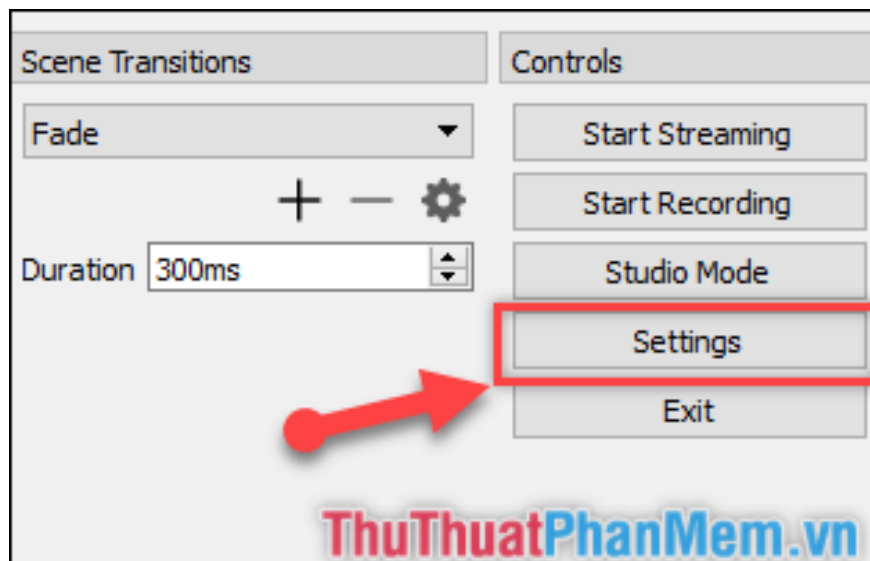 Scene Transitions
Fade
Duration 300ms
Controls
Start Streaming
Start Recording
Studio Mode
Settings
Exit
ThuThuatPhanMem.vn